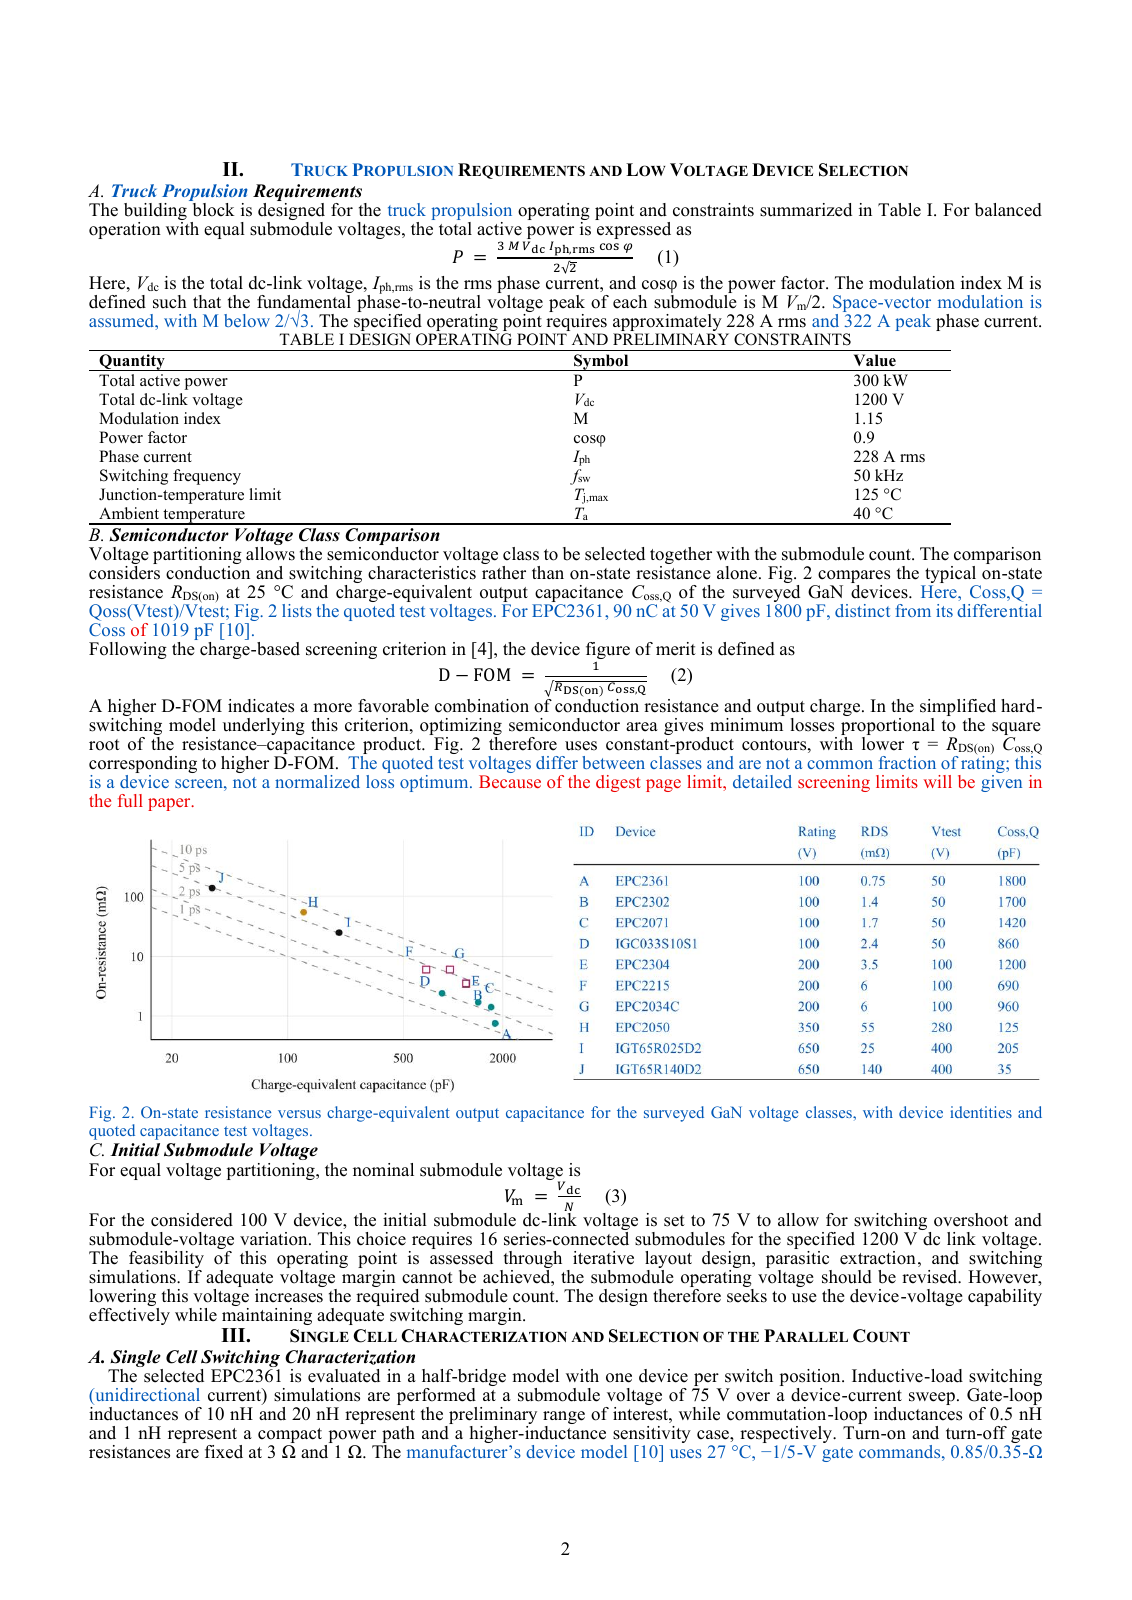 II. TRUCK PROPULSION REQUIREMENTS AND LOW VOLTAGE DEVICE SELECTION
A. Truck Propulsion Requirements
The building block is designed for the truck propulsion operating point and constraints summarized in Table I. For balanced
operation with equal submodule voltages, the total active power is expressed as
P = 3 M Vdc Iph,rms cos φ / 2√2 (1)
Here, Vdc is the total dc-link voltage, Iph,rms is the rms phase current, and cosφ is the power factor. The modulation index M is
defined such that the fundamental phase-to-neutral voltage peak of each submodule is M Vm/2. Space-vector modulation is
assumed, with M below 2/√3. The specified operating point requires approximately 228 A rms and 322 A peak phase current.
TABLE I DESIGN OPERATING POINT AND PRELIMINARY CONSTRAINTS
Quantity Symbol Value
Total active power P 300 kW
Total dc-link voltage Vdc 1200 V
Modulation index M 1.15
Power factor cosφ 0.9
Phase current Iph 228 A rms
Switching frequency fsw 50 kHz
Junction-temperature limit Tj,max 125 °C
Ambient temperature Ta 40 °C
B. Semiconductor Voltage Class Comparison
Voltage partitioning allows the semiconductor voltage class to be selected together with the submodule count. The comparison
considers conduction and switching characteristics rather than on-state resistance alone. Fig. 2 compares the typical on-state
resistance RDS(on) at 25 °C and charge-equivalent output capacitance Coss,Q of the surveyed GaN devices. Here, Coss,Q =
Qoss(Vtest)/Vtest; Fig. 2 lists the quoted test voltages. For EPC2361, 90 nC at 50 V gives 1800 pF, distinct from its differential
Coss of 1019 pF [10].
Following the charge-based screening criterion in [4], the device figure of merit is defined as
D − FOM = 1 / √RDS(on) Coss,Q (2)
A higher D-FOM indicates a more favorable combination of conduction resistance and output charge. In the simplified hard-
switching model underlying this criterion, optimizing semiconductor area gives minimum losses proportional to the square
root of the resistance–capacitance product. Fig. 2 therefore uses constant-product contours, with lower τ = RDS(on) Coss,Q
corresponding to higher D-FOM. The quoted test voltages differ between classes and are not a common fraction of rating; this
is a device screen, not a normalized loss optimum. Because of the digest page limit, detailed screening limits will be given in
the full paper.
10 ps
5 ps
2 ps
1 ps
J
H
I
F
G
D
E
B
C
A
100
10
1
On-resistance (mΩ)
20 100 500 2000
Charge-equivalent capacitance (pF)
ID Device Rating RDS Vtest Coss,Q
(V) (mΩ) (V) (pF)
A EPC2361 100 0.75 50 1800
B EPC2302 100 1.4 50 1700
C EPC2071 100 1.7 50 1420
D IGC033S10S1 100 2.4 50 860
E EPC2304 200 3.5 100 1200
F EPC2215 200 6 100 690
G EPC2034C 200 6 100 960
H EPC2050 350 55 280 125
I IGT65R025D2 650 25 400 205
J IGT65R140D2 650 140 400 35
Fig. 2. On-state resistance versus charge-equivalent output capacitance for the surveyed GaN voltage classes, with device identities and
quoted capacitance test voltages.
C. Initial Submodule Voltage
For equal voltage partitioning, the nominal submodule voltage is
Vm = Vdc / N (3)
For the considered 100 V device, the initial submodule dc-link voltage is set to 75 V to allow for switching overshoot and
submodule-voltage variation. This choice requires 16 series-connected submodules for the specified 1200 V dc link voltage.
The feasibility of this operating point is assessed through iterative layout design, parasitic extraction, and switching
simulations. If adequate voltage margin cannot be achieved, the submodule operating voltage should be revised. However,
lowering this voltage increases the required submodule count. The design therefore seeks to use the device-voltage capability
effectively while maintaining adequate switching margin.
III. SINGLE CELL CHARACTERIZATION AND SELECTION OF THE PARALLEL COUNT
A. Single Cell Switching Characterization
The selected EPC2361 is evaluated in a half-bridge model with one device per switch position. Inductive-load switching
(unidirectional current) simulations are performed at a submodule voltage of 75 V over a device-current sweep. Gate-loop
inductances of 10 nH and 20 nH represent the preliminary range of interest, while commutation-loop inductances of 0.5 nH
and 1 nH represent a compact power path and a higher-inductance sensitivity case, respectively. Turn-on and turn-off gate
resistances are fixed at 3 Ω and 1 Ω. The manufacturer's device model [10] uses 27 °C, −1/5-V gate commands, 0.85/0.35-Ω
2